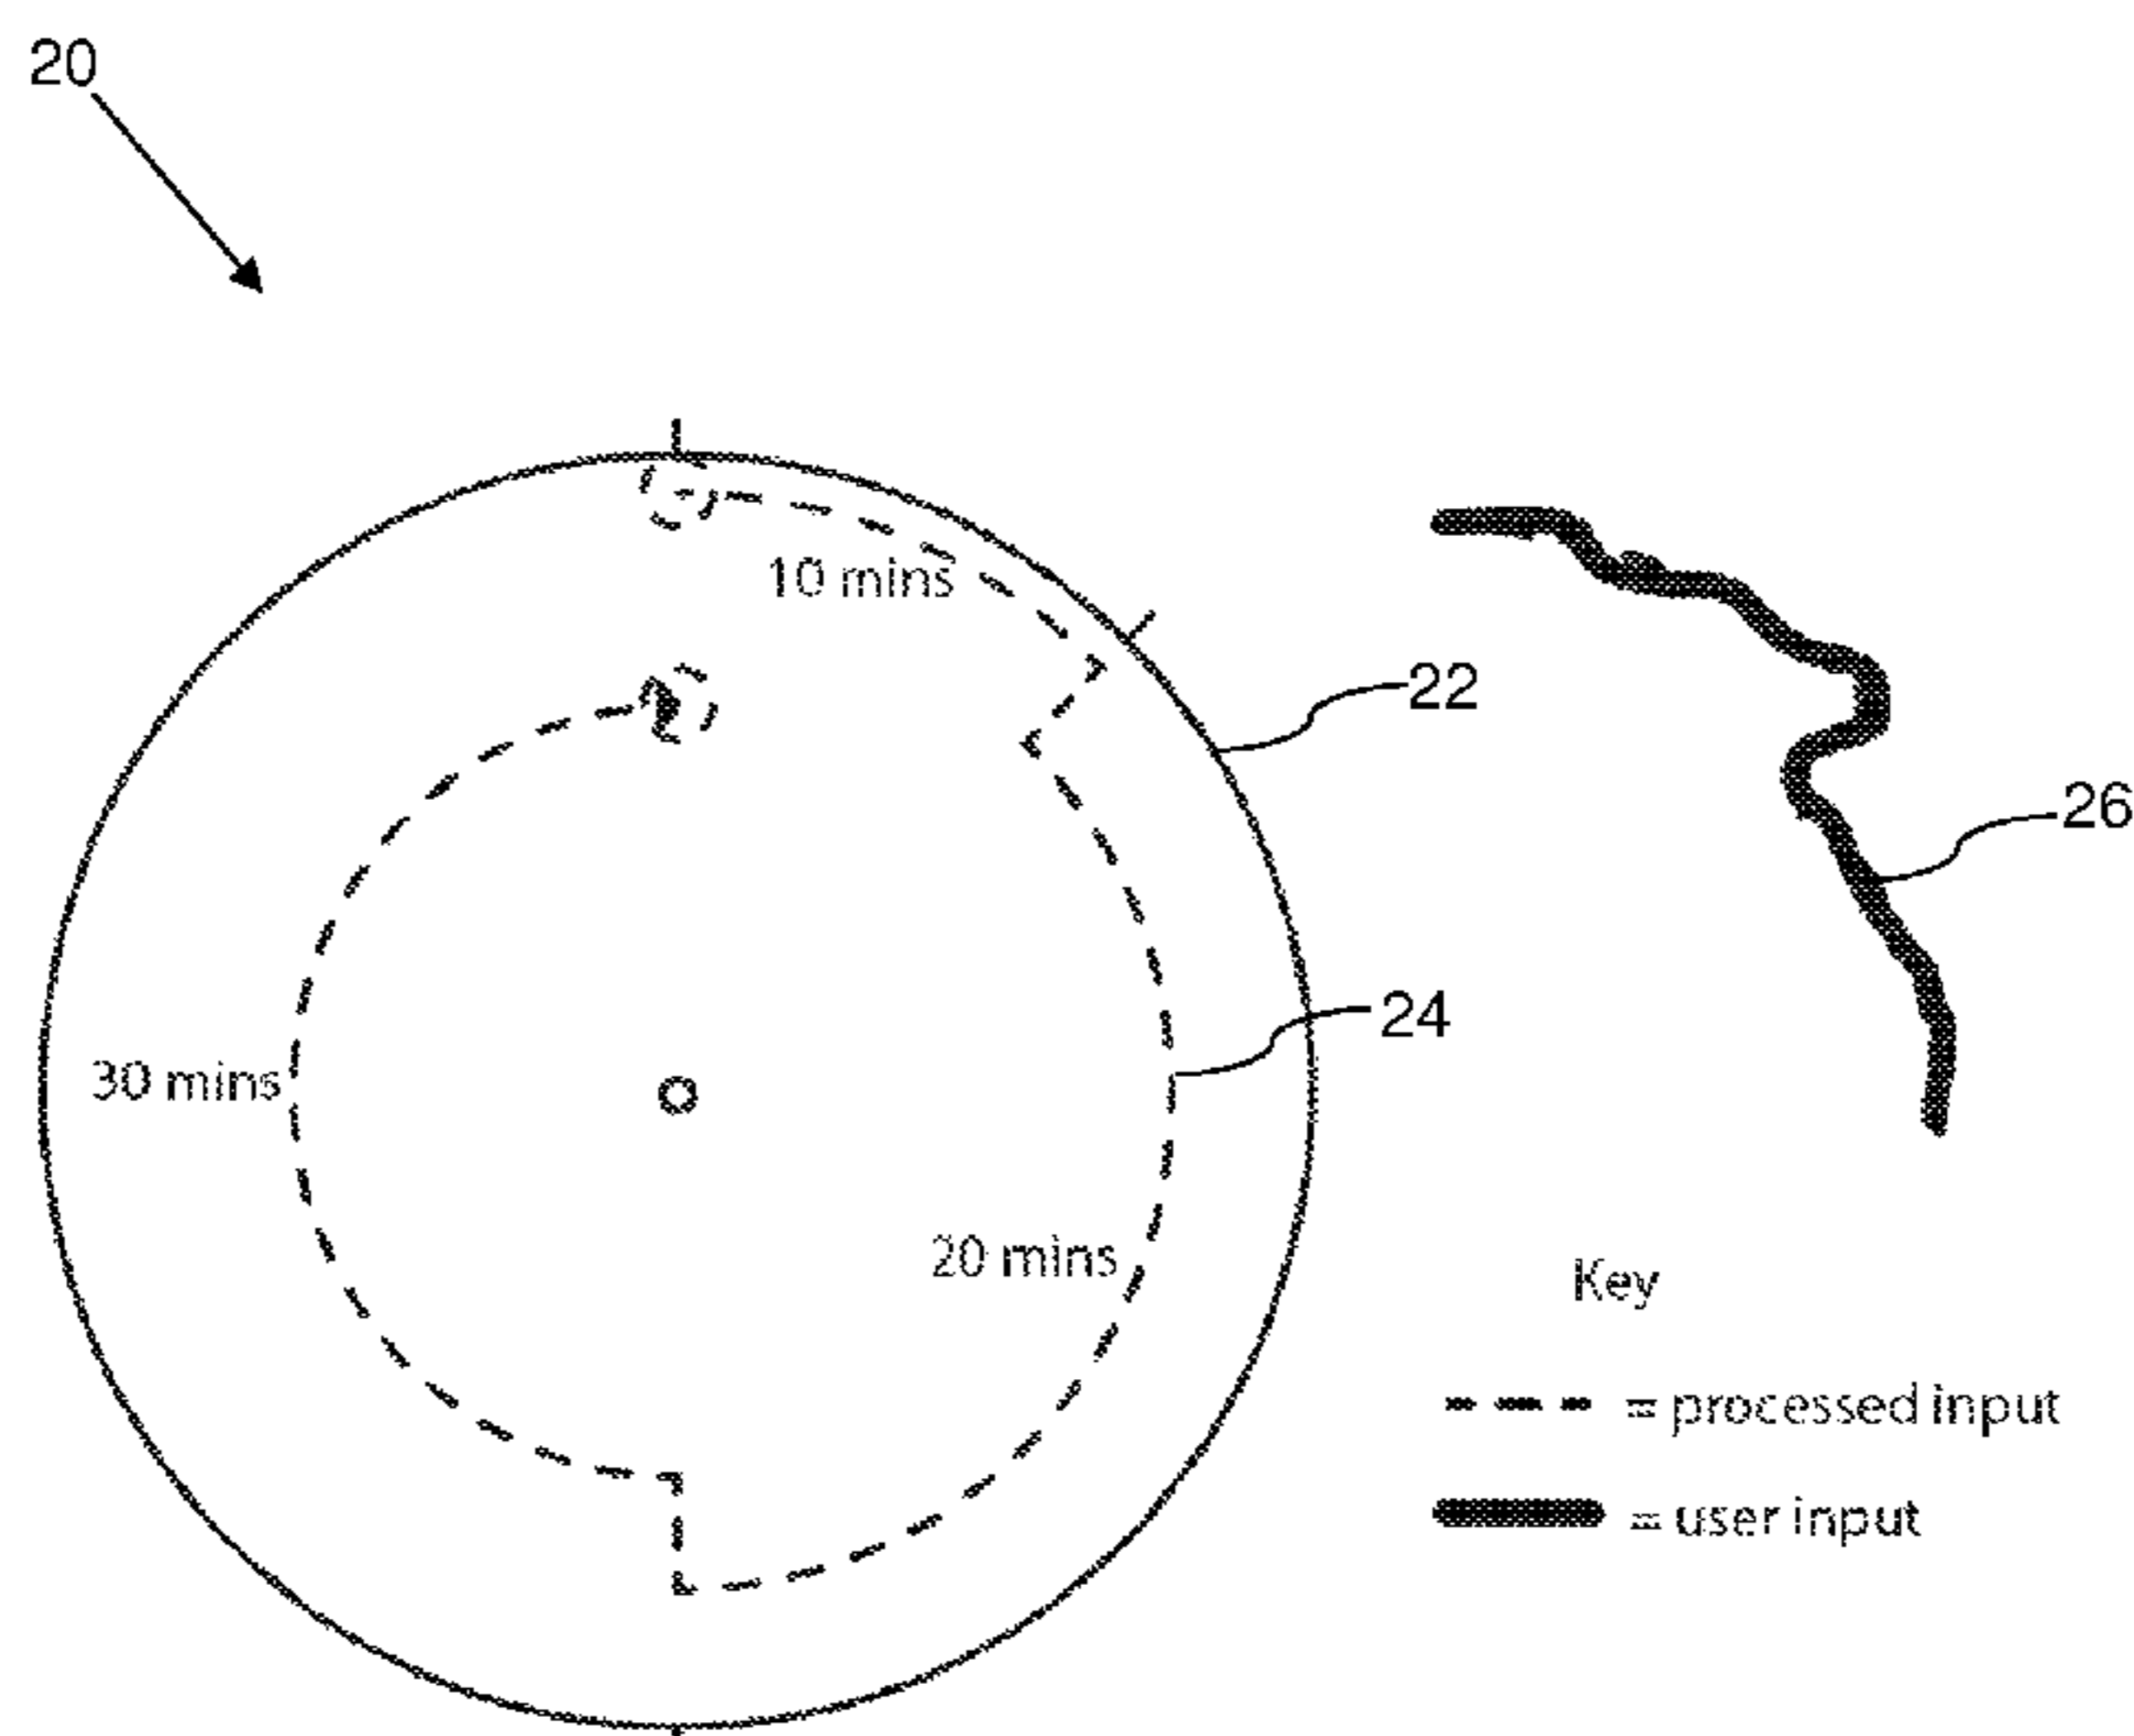 20
10 mins
22
26
24
30 mins
20 mins
Key
= processed input
= user input